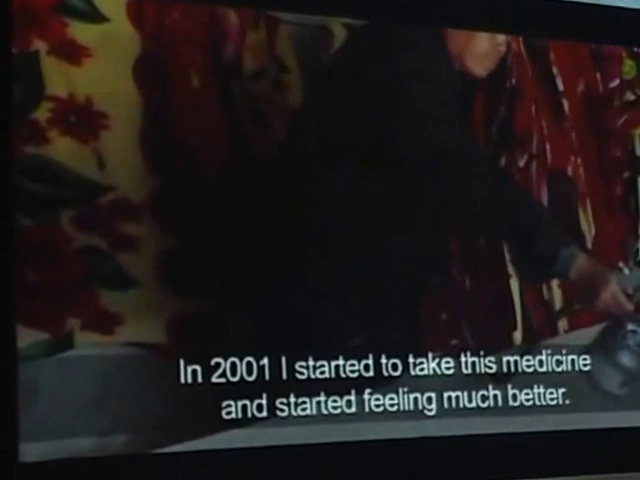 In 2001 I started to take this medicine
and started feeling much better.